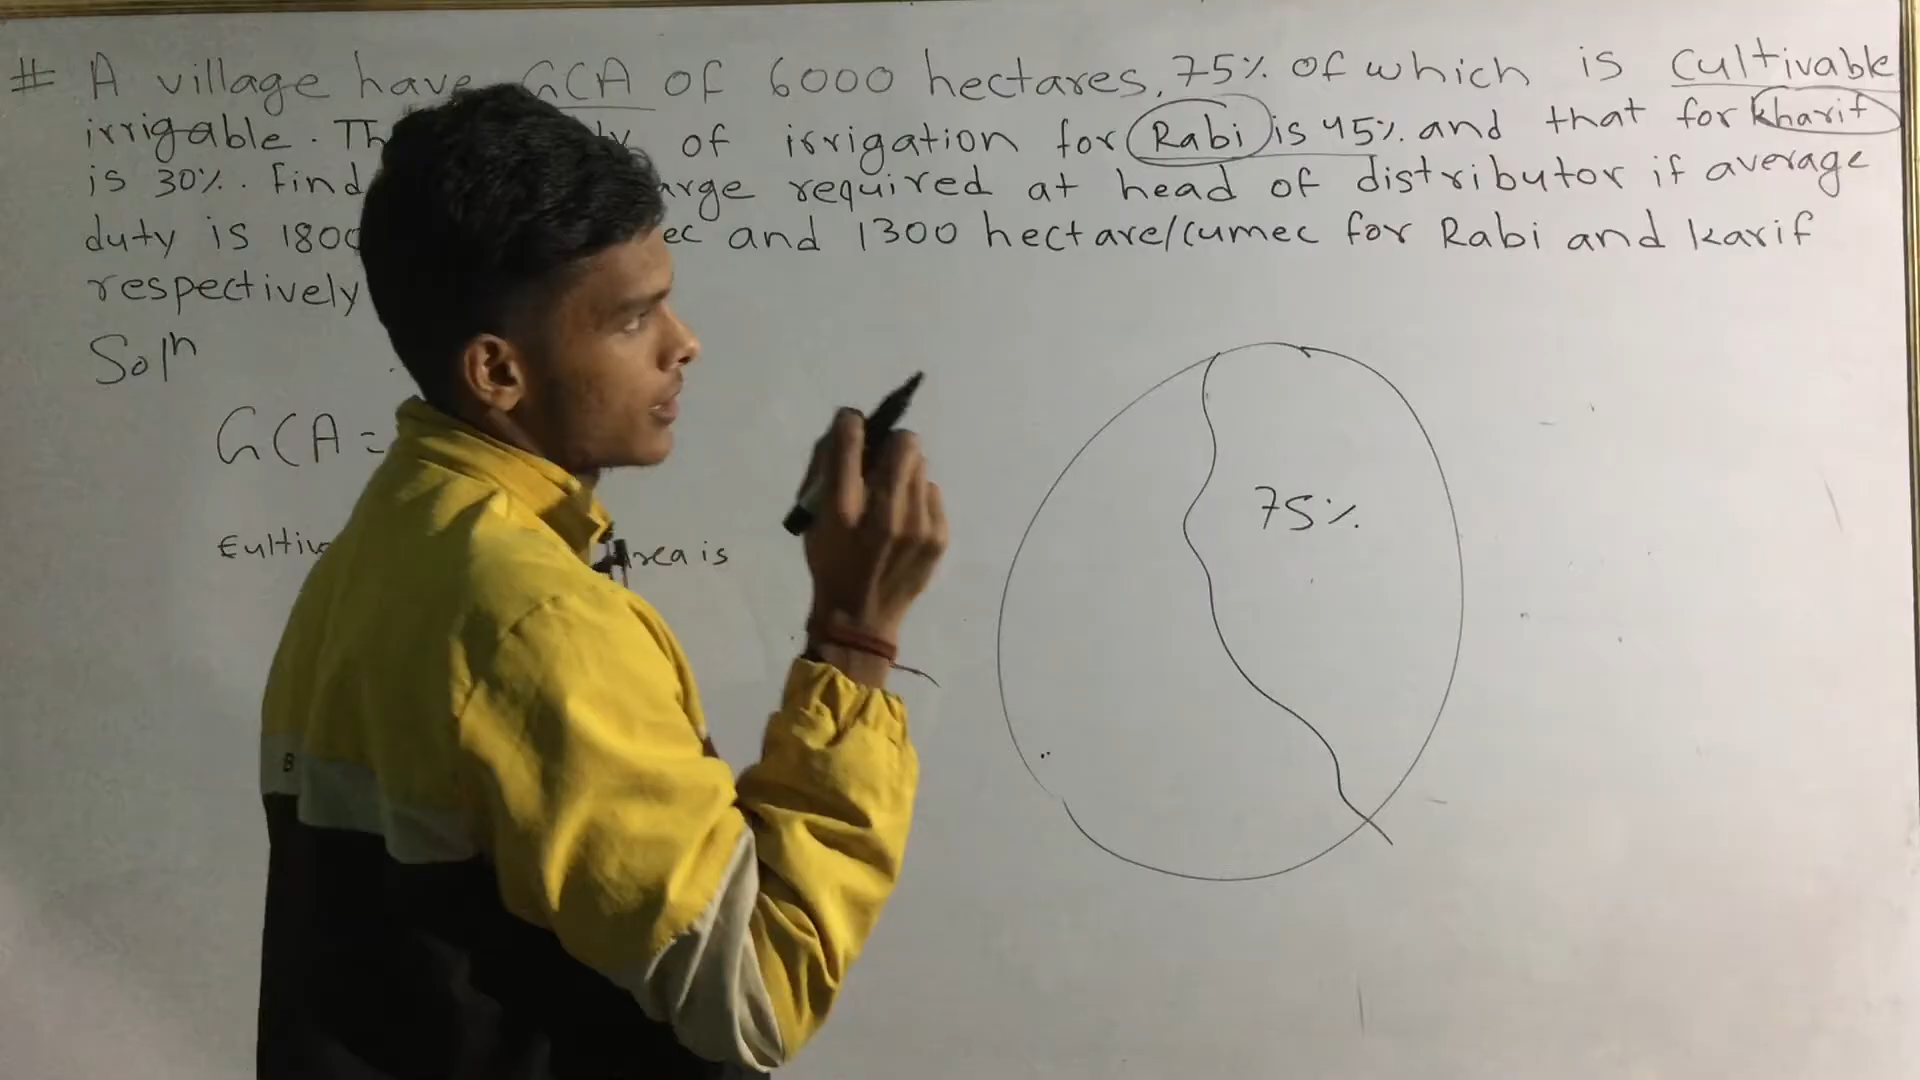 # A village have GCA of 6000 hectares, 75% of which is cultivable
irrigable. of irrigation for Rabi is 45% and that for kharif
is 30%. Find required at head of distributor if average
duty is and 1300 hectare/cumec for Rabi and karif
respectively
Solⁿ
GCA =
75%
Area is
B